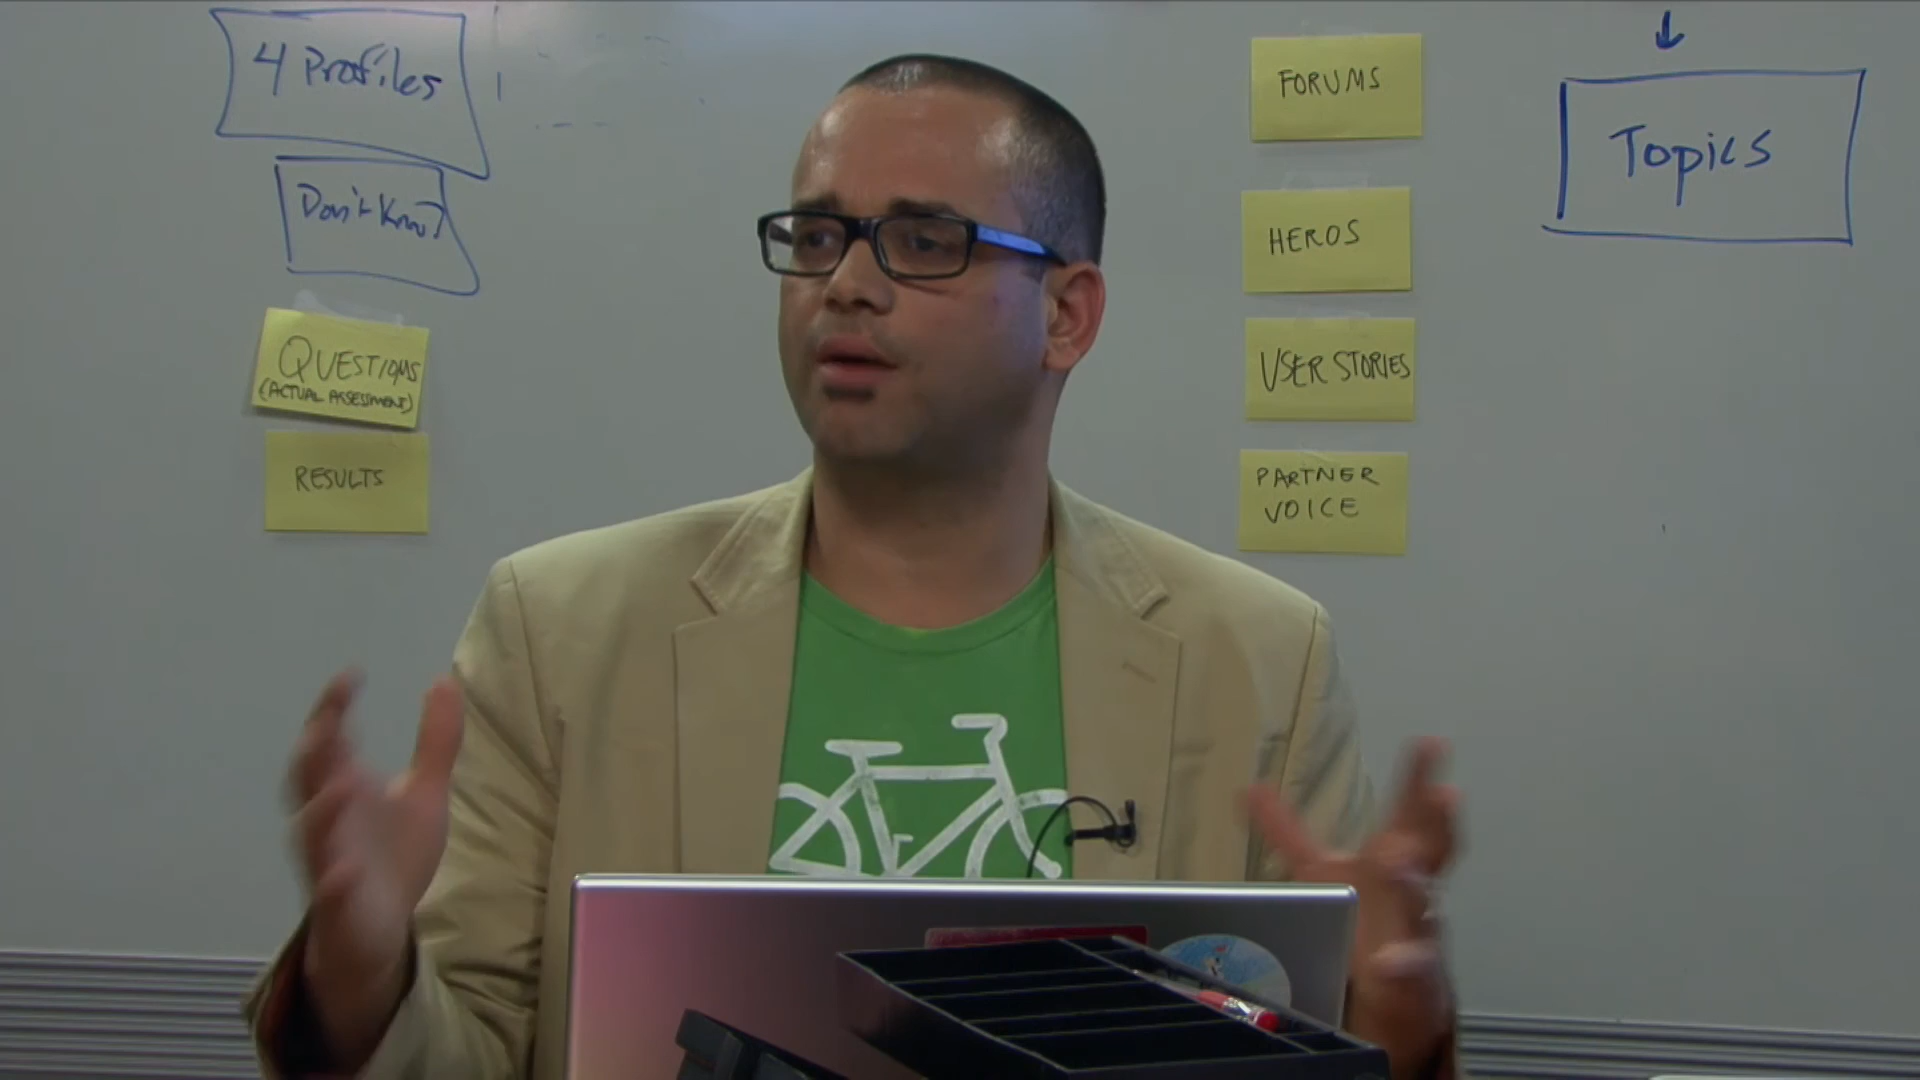 4 Profiles
Don't Know?
QUESTIONS
(ACTUAL ASSESSMENT)
RESULTS
FORUMS
HEROS
USER STORIES
PARTNER
VOICE
Topics